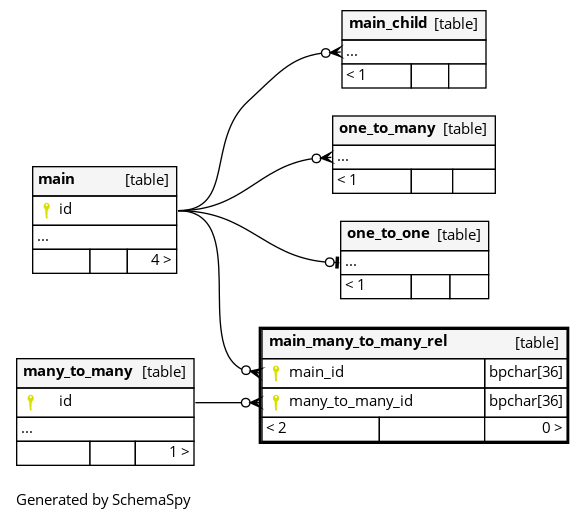 main_child [table]
...
< 1
one_to_many [table]
...
< 1
main [table]
id
...
4 >
one_to_one [table]
...
< 1
main_many_to_many_rel [table]
main_id bpchar[36]
many_to_many_id bpchar[36]
< 2 0 >
many_to_many [table]
id
...
1 >
Generated by SchemaSpy